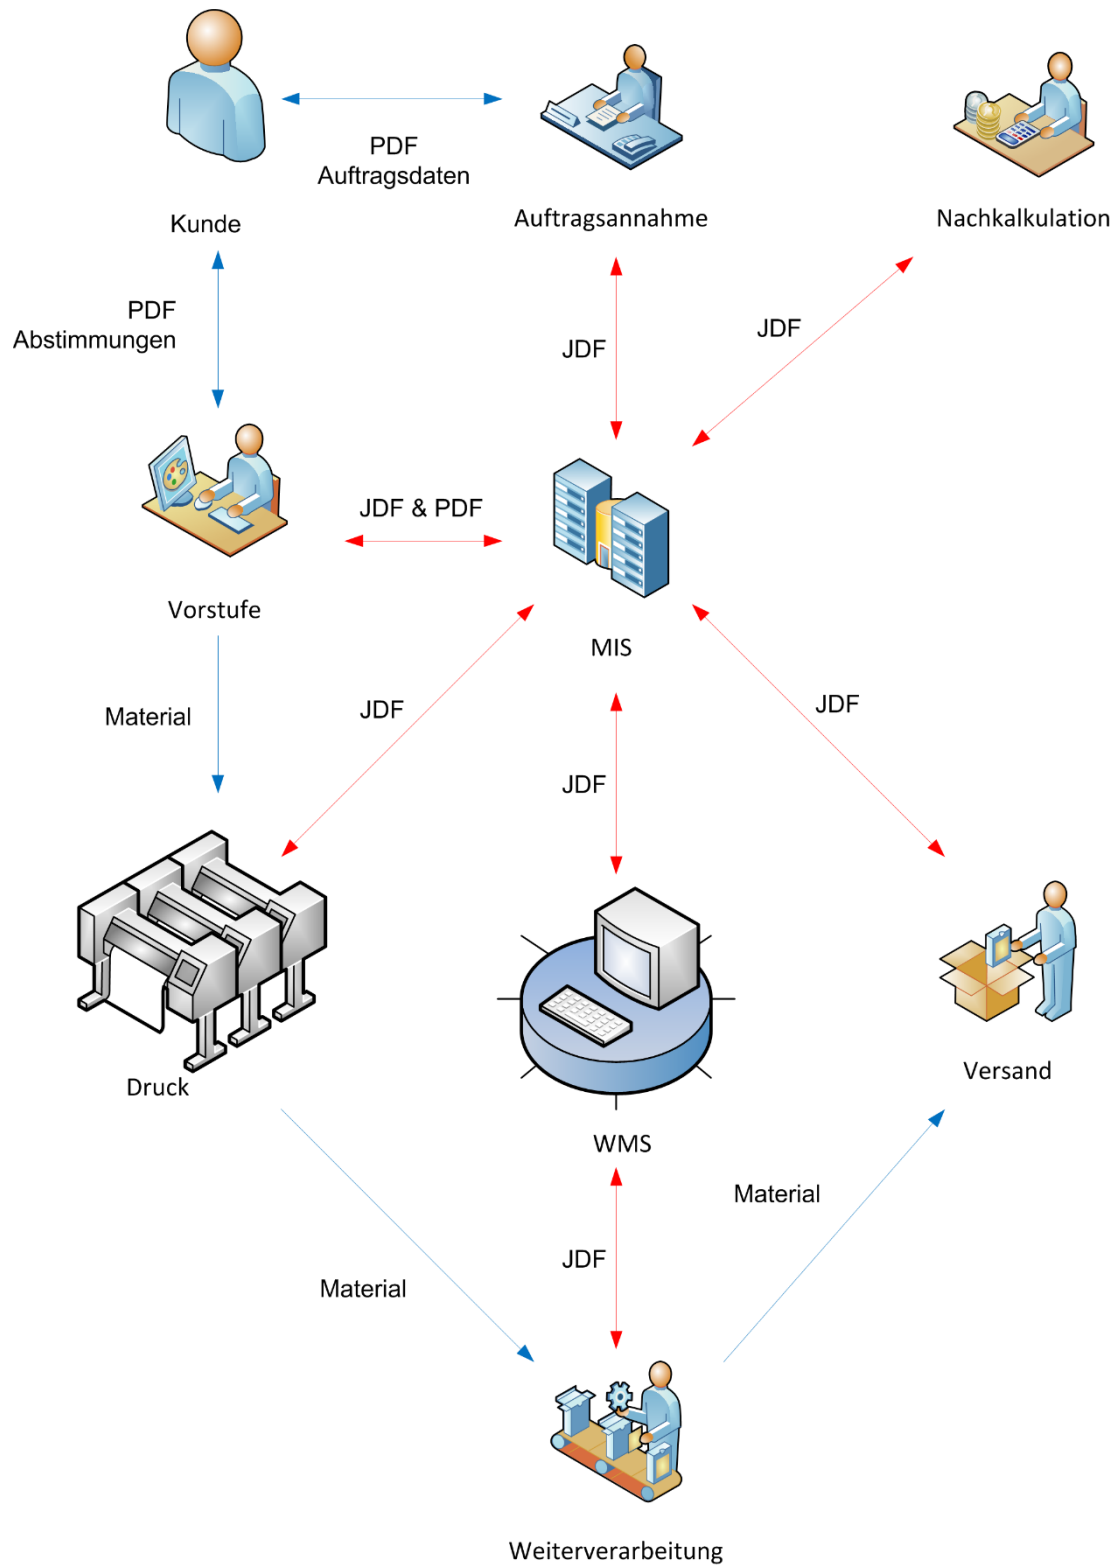 PDF
Auftragsdaten
Kunde
Auftragsannahme
Nachkalkulation
PDF
Abstimmungen
JDF
JDF
JDF & PDF
Vorstufe
MIS
Material
JDF
JDF
JDF
Druck
WMS
Versand
Material
JDF
Material
Weiterverarbeitung